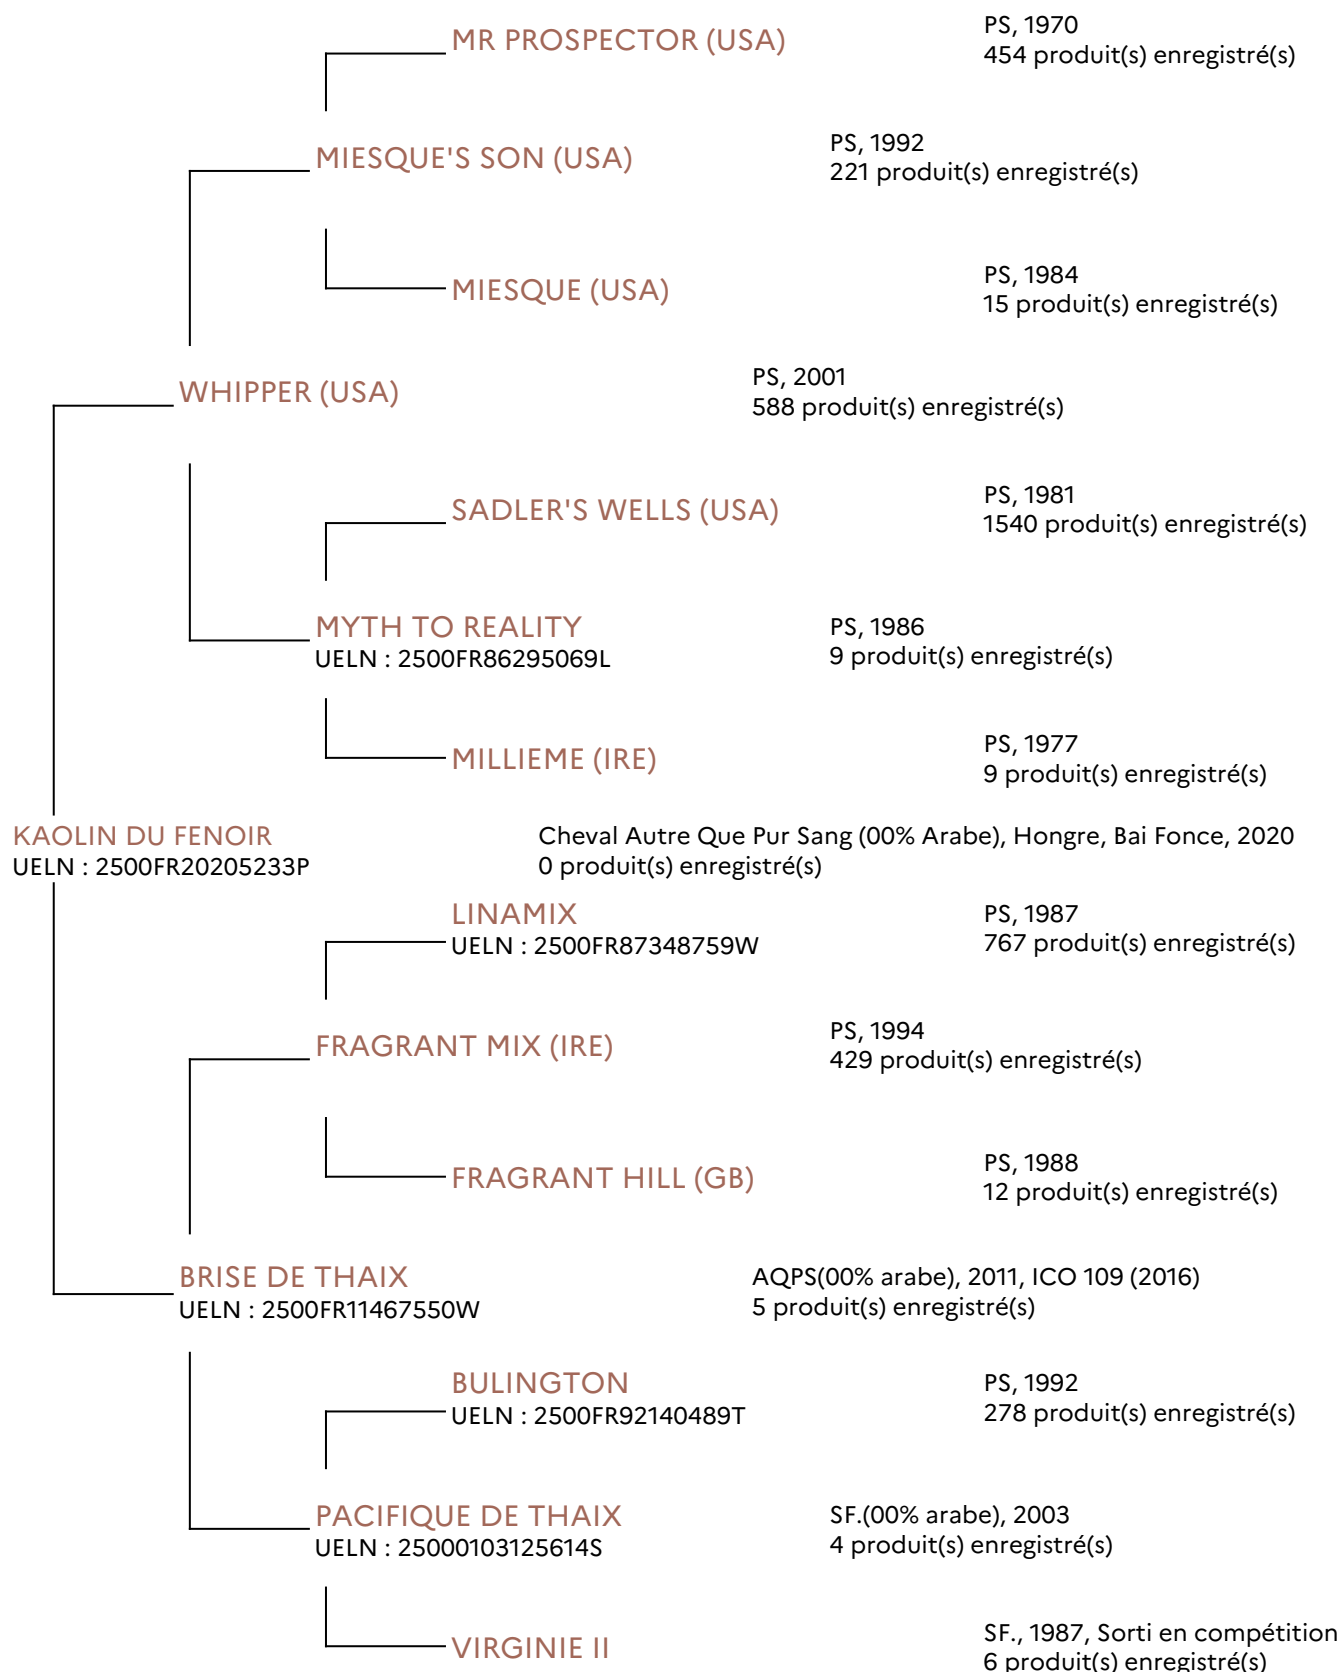 MR PROSPECTOR (USA)
PS, 1970
454 produit(s) enregistré(s)
MIESQUE'S SON (USA)
PS, 1992
221 produit(s) enregistré(s)
MIESQUE (USA)
PS, 1984
15 produit(s) enregistré(s)
WHIPPER (USA)
PS, 2001
588 produit(s) enregistré(s)
SADLER'S WELLS (USA)
PS, 1981
1540 produit(s) enregistré(s)
MYTH TO REALITY
UELN : 2500FR86295069L
PS, 1986
9 produit(s) enregistré(s)
MILLIEME (IRE)
PS, 1977
9 produit(s) enregistré(s)
KAOLIN DU FENOIR
UELN : 2500FR20205233P
Cheval Autre Que Pur Sang (00% Arabe), Hongre, Bai Fonce, 2020
0 produit(s) enregistré(s)
LINAMIX
UELN : 2500FR87348759W
PS, 1987
767 produit(s) enregistré(s)
FRAGRANT MIX (IRE)
PS, 1994
429 produit(s) enregistré(s)
FRAGRANT HILL (GB)
PS, 1988
12 produit(s) enregistré(s)
BRISE DE THAIX
UELN : 2500FR11467550W
AQPS(00% arabe), 2011, ICO 109 (2016)
5 produit(s) enregistré(s)
BULINGTON
UELN : 2500FR92140489T
PS, 1992
278 produit(s) enregistré(s)
PACIFIQUE DE THAIX
UELN : 25000103125614S
SF.(00% arabe), 2003
4 produit(s) enregistré(s)
VIRGINIE II
SF., 1987, Sorti en compétition
6 produit(s) enregistré(s)